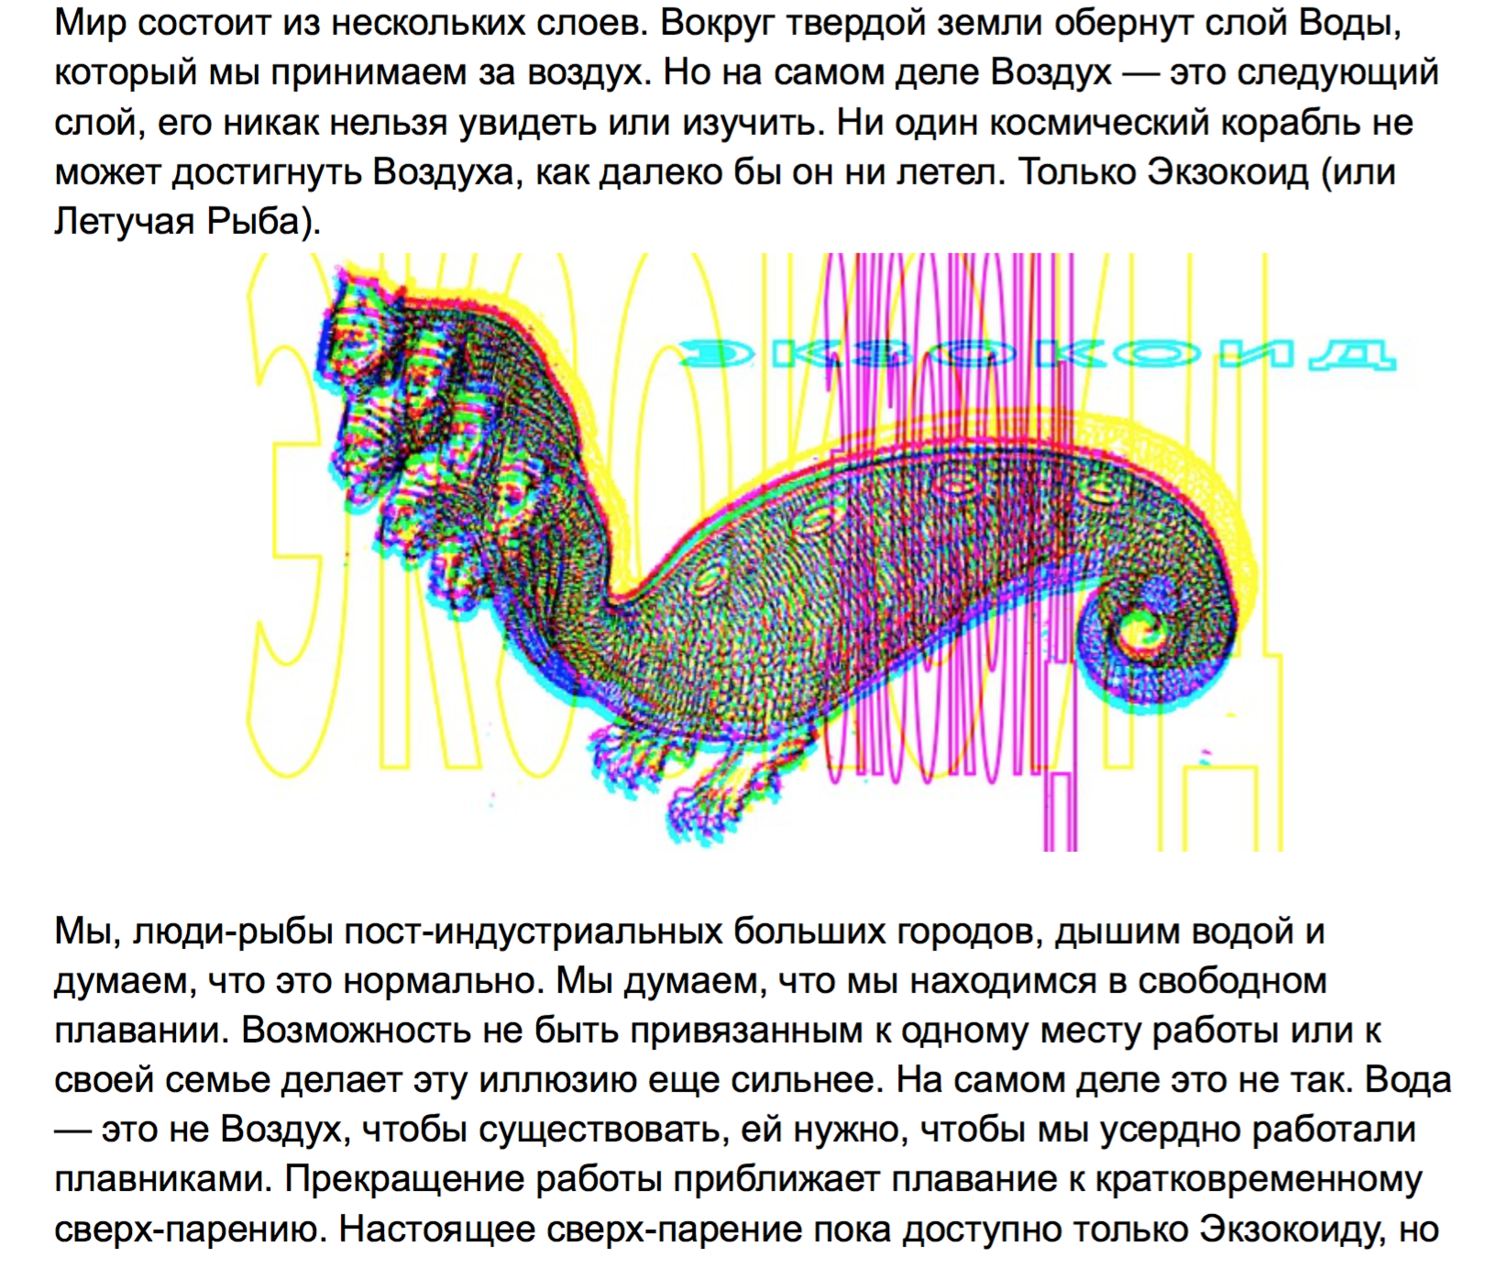 Мир состоит из нескольких слоев. Вокруг твердой земли обернут слой Воды,
который мы принимаем за воздух. Но на самом деле Воздух — это следующий
слой, его никак нельзя увидеть или изучить. Ни один космический корабль не
может достигнуть Воздуха, как далеко бы он ни летел. Только Экзокоид (или
Летучая Рыба).
экзокоид
Мы, люди-рыбы пост-индустриальных больших городов, дышим водой и
думаем, что это нормально. Мы думаем, что мы находимся в свободном
плавании. Возможность не быть привязанным к одному месту работы или к
своей семье делает эту иллюзию еще сильнее. На самом деле это не так. Вода
— это не Воздух, чтобы существовать, ей нужно, чтобы мы усердно работали
плавниками. Прекращение работы приближает плавание к кратковременному
сверх-парению. Настоящее сверх-парение пока доступно только Экзокоиду, но